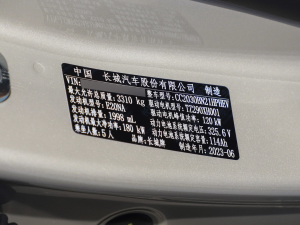 中国 长城汽车股份有限公司 制造
VIN:
整车型号:CC2030BN21HPHEV
最大允许总质量:3310 kg
驱动电机型号:TZ290XH001
发动机型号:E20NA
驱动电机峰值功率:120 kW
发动机排量:1998 mL
动力电池系统额定电压:325.6V
发动机最大净功率:180 kW
动力电池系统额定容量:114Ah
乘坐人数:5人
品牌:长城牌
制造年月:2023-06